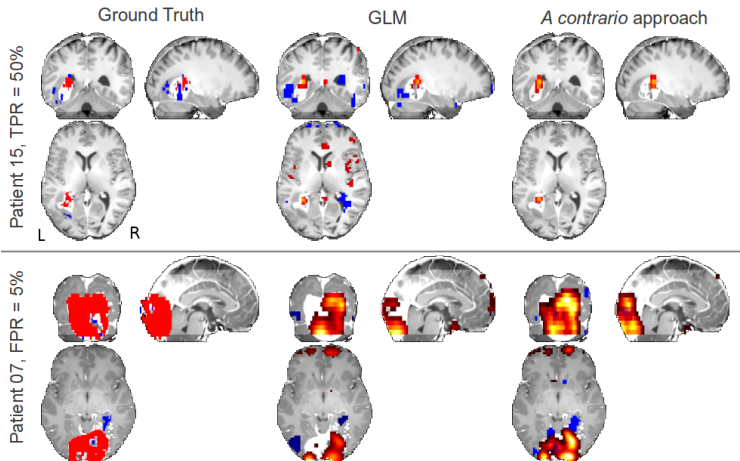 Ground Truth
GLM
A contrario approach
Patient 15, TPR = 50%
L
R
Patient 07, FPR = 5%